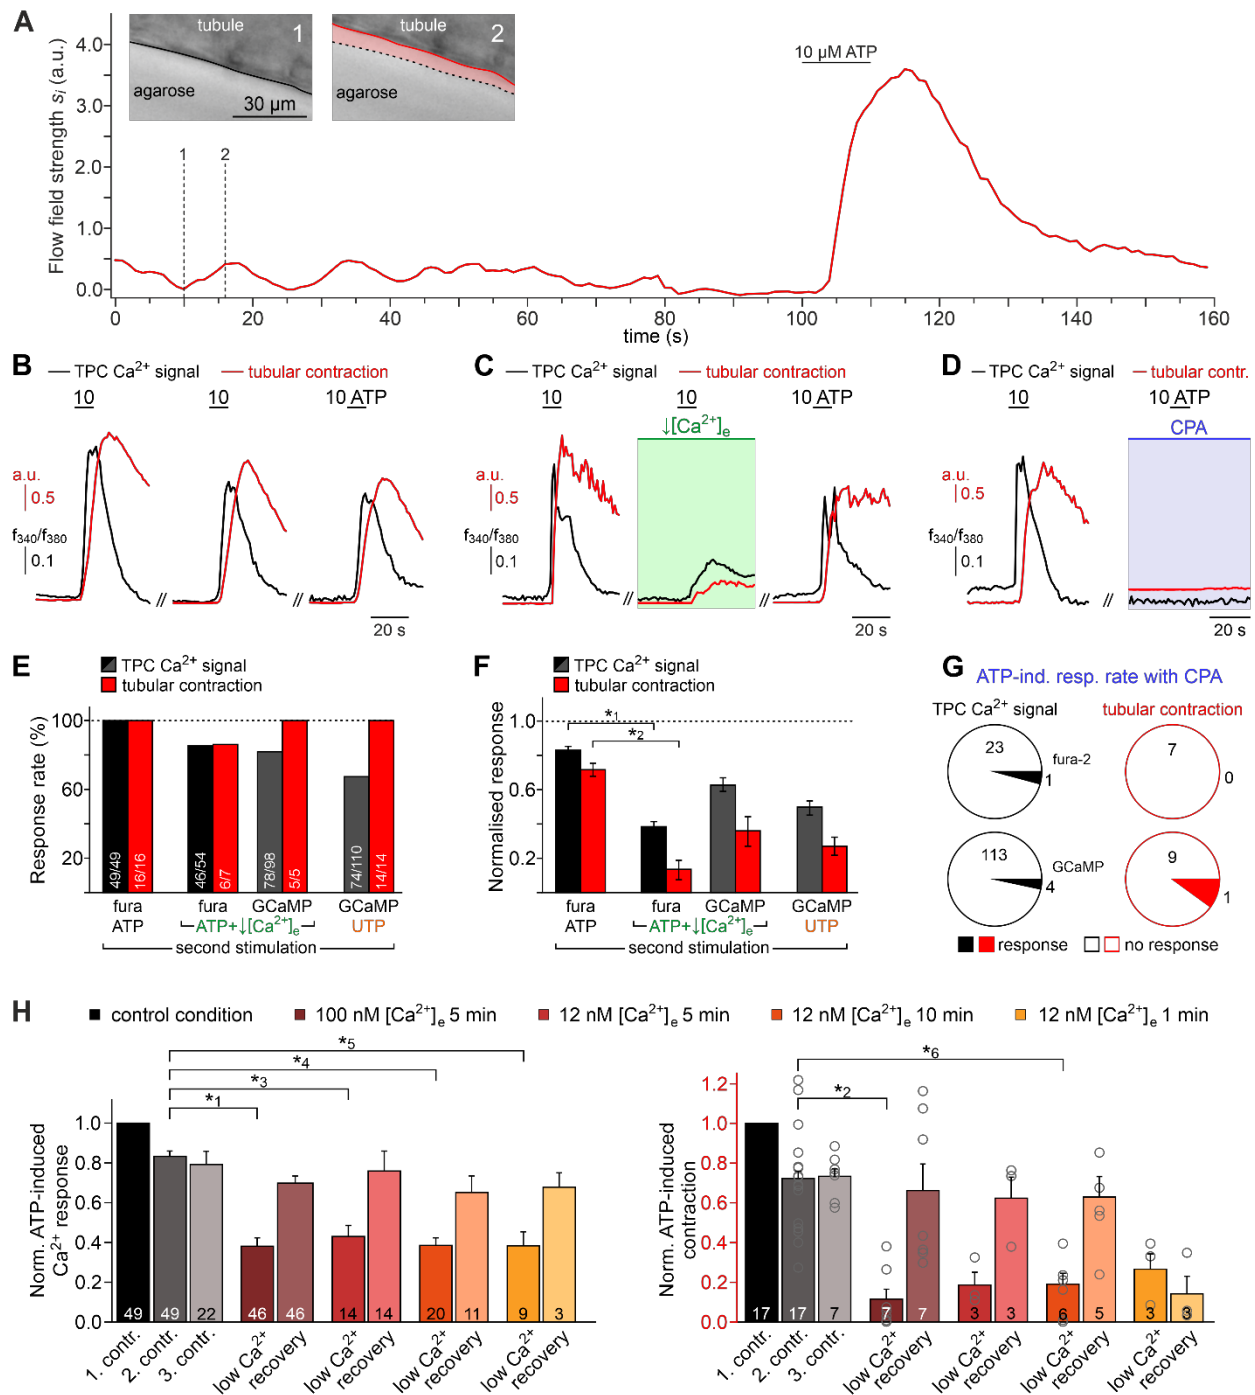 A
Flow field strength sᵢ (a.u.)
4.0
3.0
2.0
1.0
0.0
tubule
1
agarose
30 µm
tubule
2
agarose
1
2
10 µM ATP
0
20
40
60
80
100
120
140
160
time (s)
B
TPC Ca²⁺ signal
tubular contraction
10
10
10 ATP
a.u.
0.5
f₃₄₀/f₃₈₀
0.1
//
//
20 s
C
TPC Ca²⁺ signal
tubular contraction
10
10
10 ATP
↓[Ca²⁺]ₑ
a.u.
0.5
f₃₄₀/f₃₈₀
0.1
//
//
20 s
D
TPC Ca²⁺ signal
tubular contr.
10
10 ATP
CPA
a.u.
0.5
f₃₄₀/f₃₈₀
0.1
//
20 s
E
TPC Ca²⁺ signal
tubular contraction
Response rate (%)
100
60
20
49/49
16/16
46/54
6/7
78/98
5/5
74/110
14/14
fura
ATP
fura
GCaMP
ATP+↓[Ca²⁺]ₑ
GCaMP
UTP
second stimulation
F
TPC Ca²⁺ signal
tubular contraction
Normalised response
1.0
0.6
0.2
*1
*2
fura
ATP
fura
GCaMP
ATP+↓[Ca²⁺]ₑ
GCaMP
UTP
second stimulation
G
ATP-ind. resp. rate with CPA
TPC Ca²⁺ signal
tubular contraction
23
1
fura-2
7
0
113
4
GCaMP
9
1
response
no response
H
control condition
100 nM [Ca²⁺]ₑ 5 min
12 nM [Ca²⁺]ₑ 5 min
12 nM [Ca²⁺]ₑ 10 min
12 nM [Ca²⁺]ₑ 1 min
Norm. ATP-induced
Ca²⁺ response
1.0
0.8
0.6
0.4
0.2
0.0
*5
*4
*3
*1
49
49
22
46
46
14
14
20
11
9
3
1. contr.
2. contr.
3. contr.
low Ca²⁺
recovery
low Ca²⁺
recovery
low Ca²⁺
recovery
low Ca²⁺
recovery
Norm. ATP-induced
contraction
1.2
1.0
0.8
0.6
0.4
0.2
0.0
*6
*2
17
17
7
7
7
3
3
6
5
3
3
1. contr.
2. contr.
3. contr.
low Ca²⁺
recovery
low Ca²⁺
recovery
low Ca²⁺
recovery
low Ca²⁺
recovery